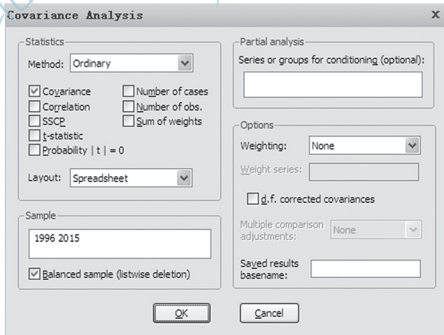 Covariance Analysis x
Statistics
Method: Ordinary
Covariance
Correlation
SSCP
t-statistic
Probability | t | = 0
Number of cases
Number of obs.
Sum of weights
Layout: Spreadsheet
Sample
1996 2015
Balanced sample (listwise deletion)
Partial analysis
Series or groups for conditioning (optional):
Options
Weighting: None
Weight series:
d.f. corrected covariances
Multiple comparison
adjustments: None
Saved results
basename:
OK Cancel